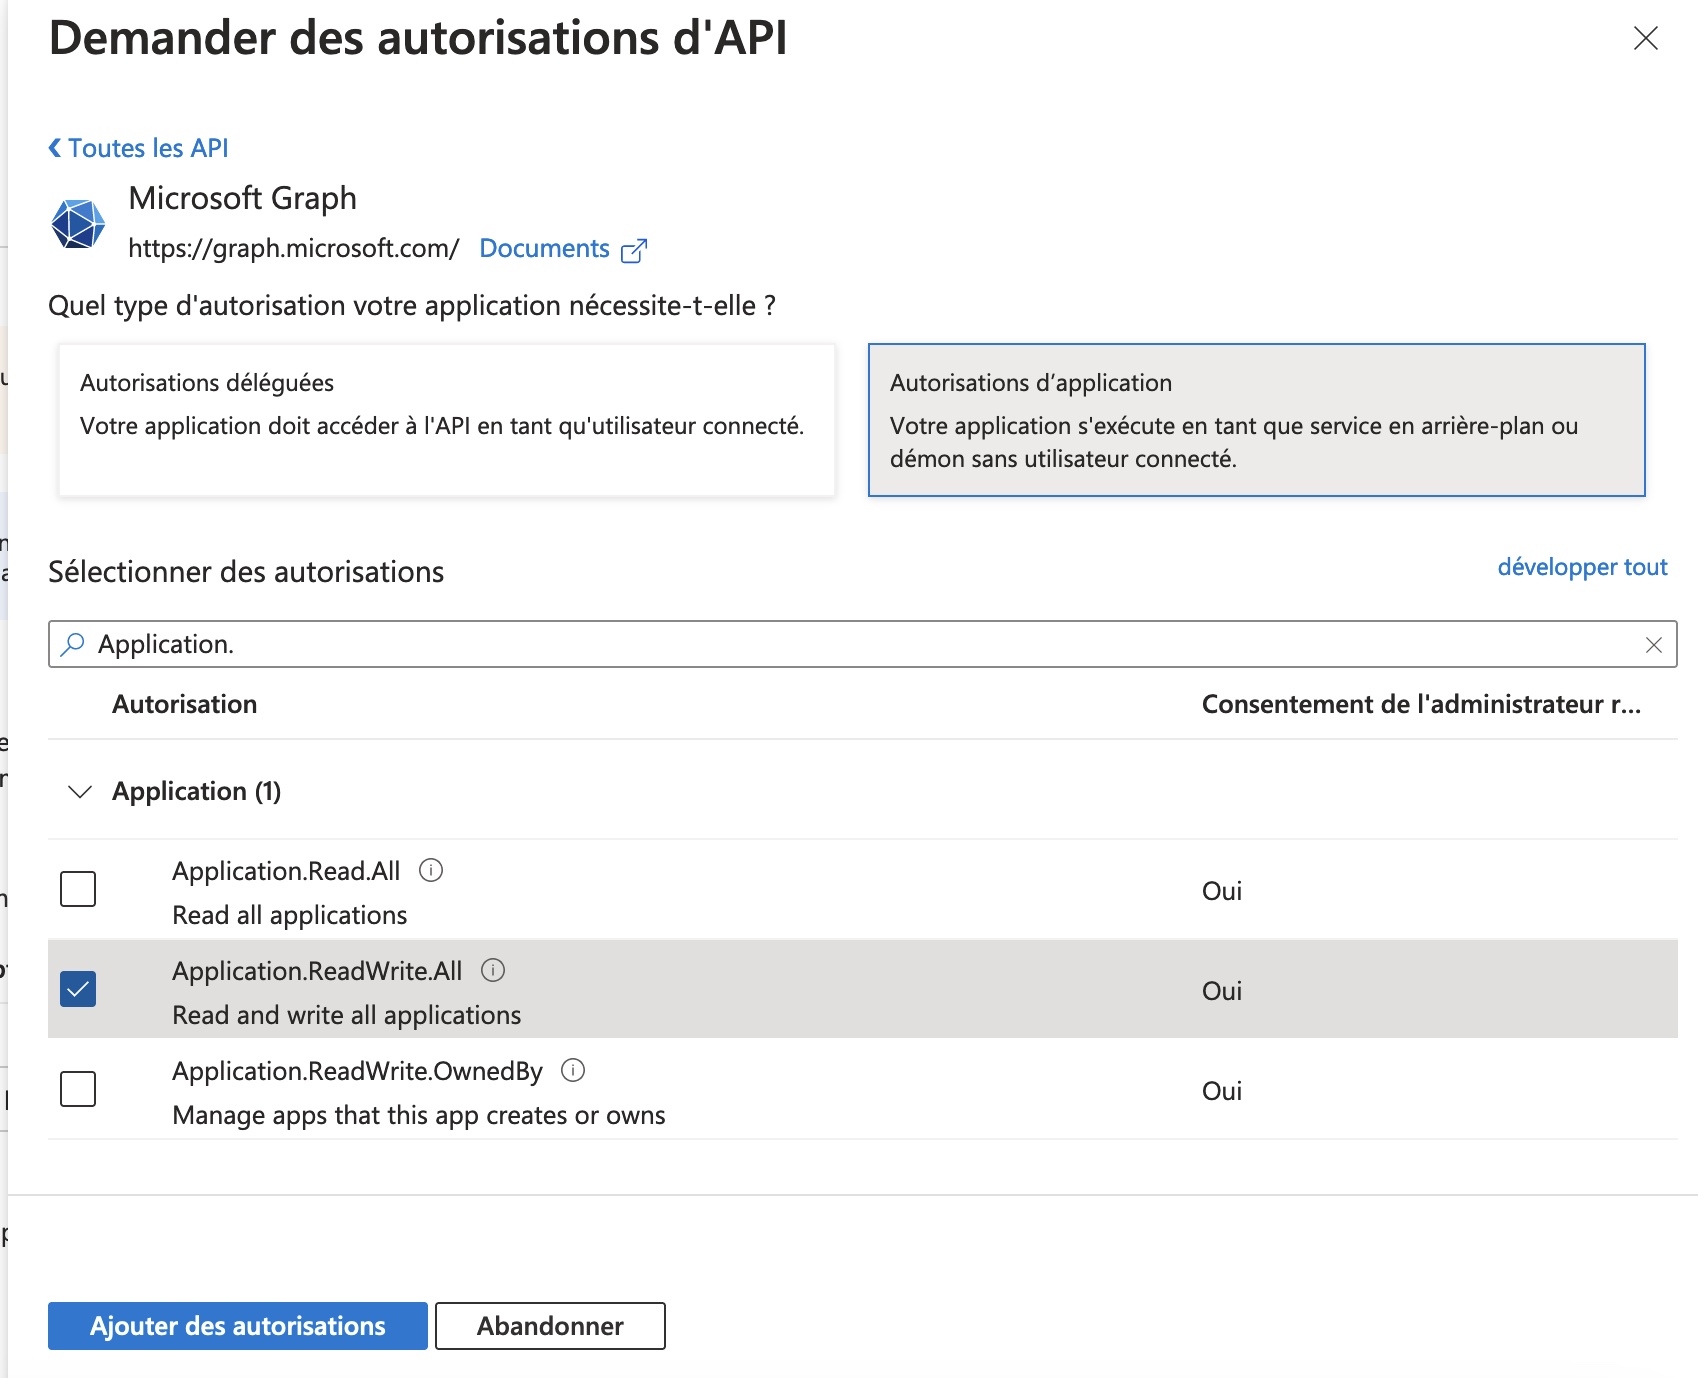 Demander des autorisations d'API
Toutes les API
Microsoft Graph
https://graph.microsoft.com/ Documents
Quel type d'autorisation votre application nécessite-t-elle ?
Autorisations déléguées
Votre application doit accéder à l'API en tant qu'utilisateur connecté.
Autorisations d’application
Votre application s'exécute en tant que service en arrière-plan ou
démon sans utilisateur connecté.
Sélectionner des autorisations
développer tout
Application.
Autorisation
Consentement de l'administrateur r...
Application (1)
Application.Read.All
Read all applications
Oui
Application.ReadWrite.All
Read and write all applications
Oui
Application.ReadWrite.OwnedBy
Manage apps that this app creates or owns
Oui
Ajouter des autorisations
Abandonner